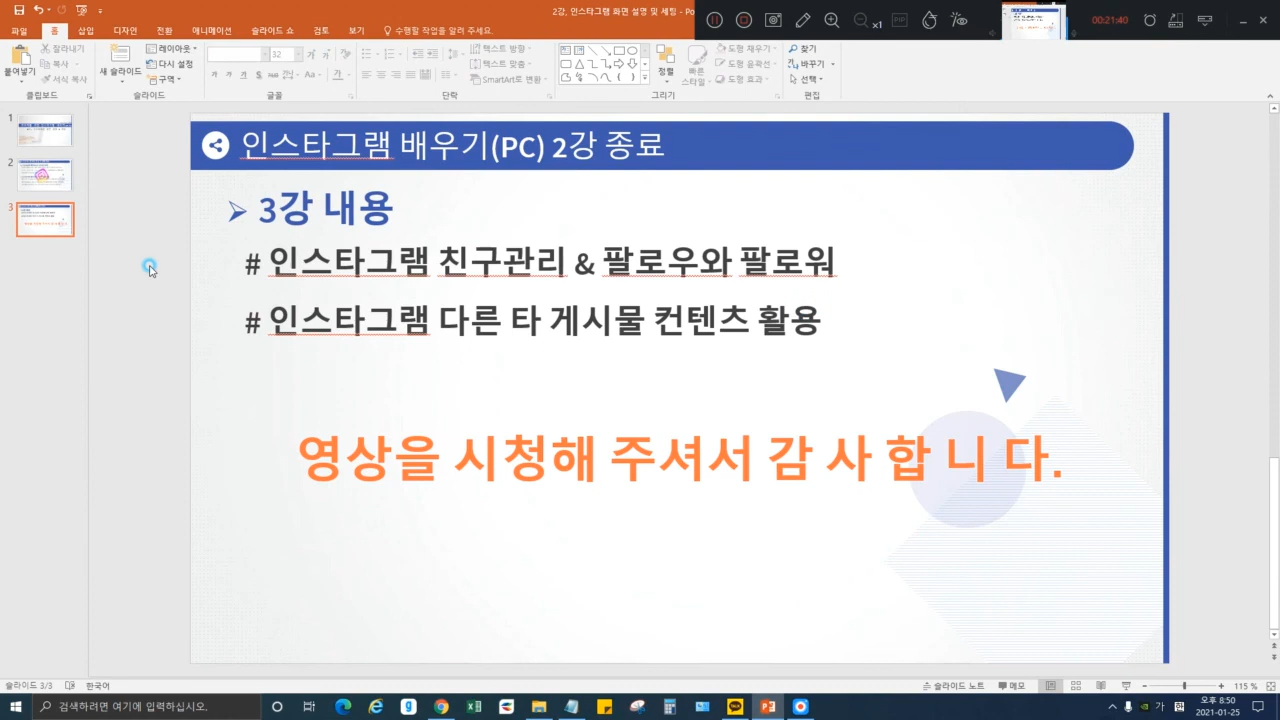 2강, 인스타그램 화면 설명 및 세팅 - Po
x1 PIP
00:21:40
파일 홈 삽입 디자인 전환 애니메이션 슬라이드 쇼 검토 보기 수행할 작업을 알려 주세요.
붙여넣기 잘라내기 복사 서식 복사
새 슬라이드 레이아웃 다시 설정 구역
32
텍스트 방향 텍스트 맞춤 SmartArt로 변환
정렬 빠른 스타일 도형 채우기 도형 윤곽선 도형 효과
찾기 바꾸기 선택
클립보드 슬라이드 글꼴 단락 그리기 편집
1
2
3
인스타그램 배우기(PC) 2강 종료
3강 내용
# 인스타그램 친구관리 & 팔로우와 팔로워
# 인스타그램 다른 타 게시물 컨텐츠 활용
영상을 시청해 주셔서 감 사 합 니 다.
슬라이드 3/3 한국어 슬라이드 노트 메모 115 %
검색하려면 여기에 입력하십시오.
오후 8:50
2021-01-25